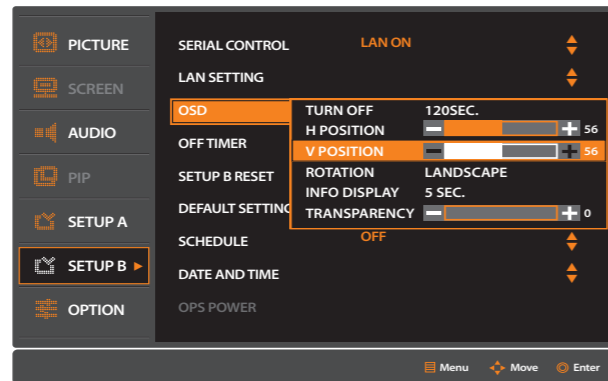 PICTURE
SCREEN
AUDIO
PIP
SETUP A
SETUP B
OPTION
SERIAL CONTROL LAN ON
LAN SETTING
OSD
OFF TIMER
SETUP B RESET
DEFAULT SETTING
SCHEDULE OFF
DATE AND TIME
OPS POWER
TURN OFF 120SEC.
H POSITION 56
V POSITION 56
ROTATION LANDSCAPE
INFO DISPLAY 5 SEC.
TRANSPARENCY 0
Menu Move Enter